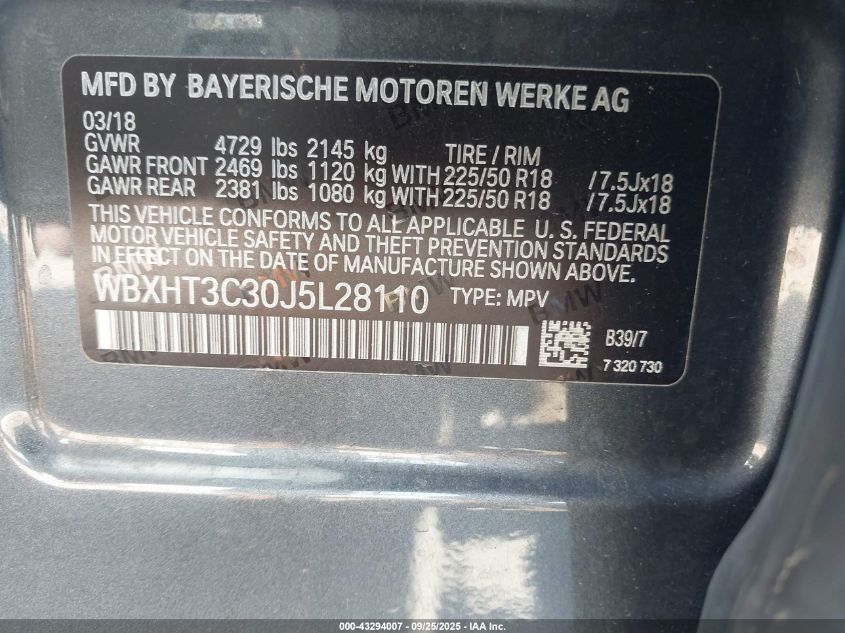 MFD BY BAYERISCHE MOTOREN WERKE AG
03/18
GVWR 4729 lbs 2145 kg TIRE / RIM
GAWR FRONT 2469 lbs 1120 kg WITH 225/50 R18 /7.5Jx18
GAWR REAR 2381 lbs 1080 kg WITH 225/50 R18 /7.5Jx18
THIS VEHICLE CONFORMS TO ALL APPLICABLE U. S. FEDERAL
MOTOR VEHICLE SAFETY AND THEFT PREVENTION STANDARDS
IN EFFECT ON THE DATE OF MANUFACTURE SHOWN ABOVE.
WBXHT3C30J5L28110 TYPE: MPV
B39/7
7 320 730
000-43294007 - 09/25/2025 - IAA Inc.